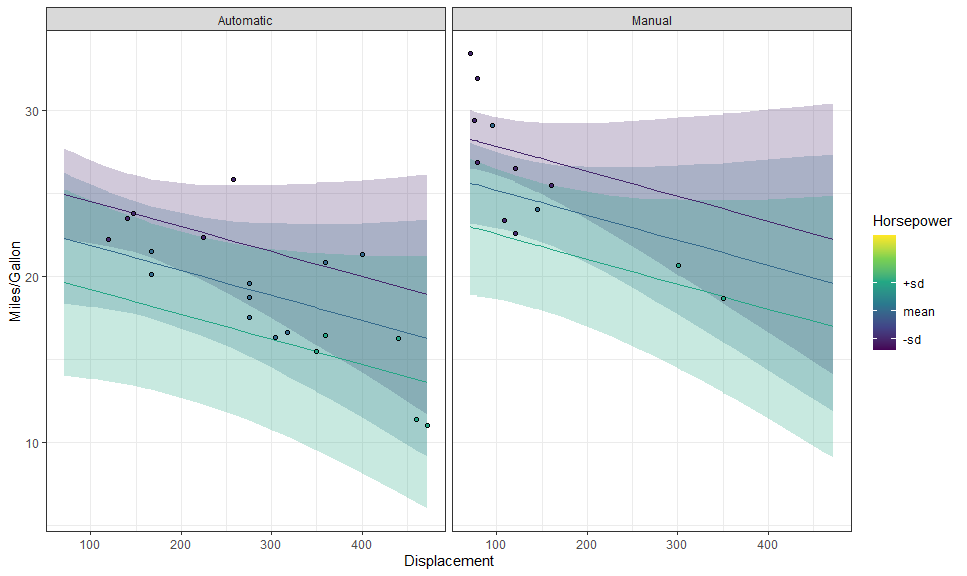 Automatic
Manual
Miles/Gallon
30
20
10
100
200
300
400
100
200
300
400
Displacement
Horsepower
+sd
mean
-sd